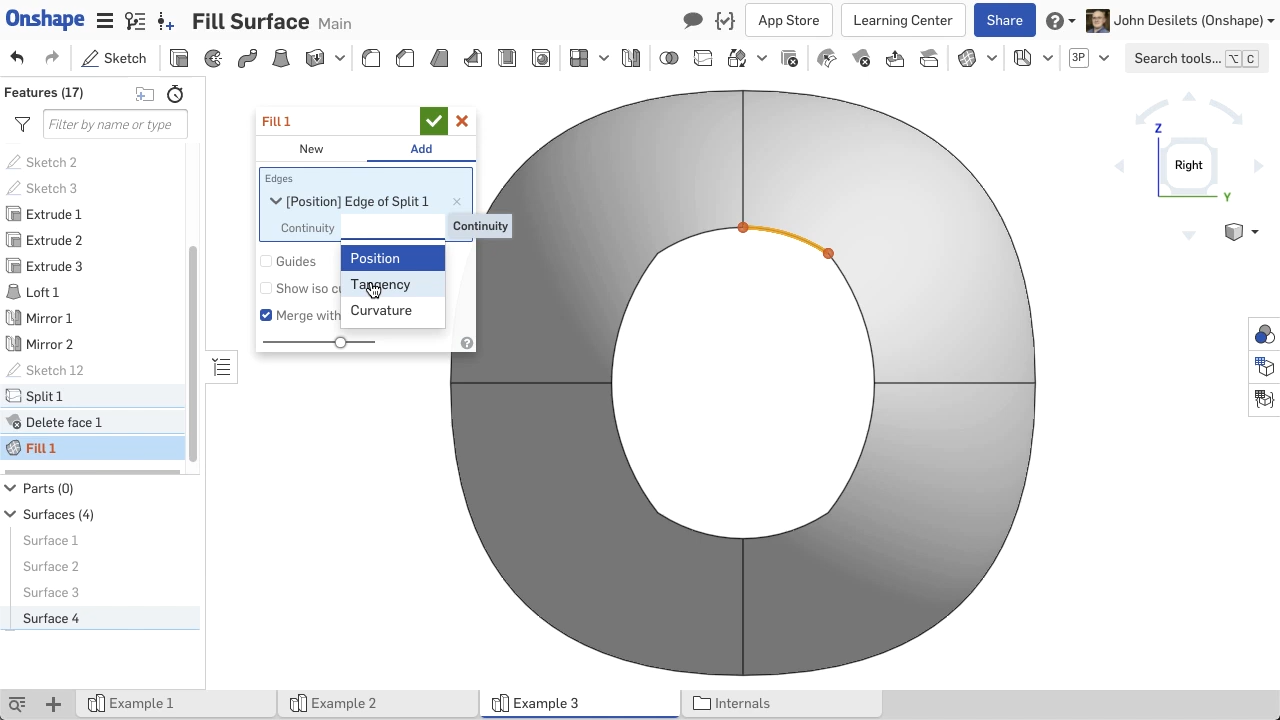 Onshape
Fill Surface Main
App Store
Learning Center
Share
John Desilets (Onshape)
Sketch
3P
Search tools... ⌥ C
Features (17)
Filter by name or type
Sketch 2
Sketch 3
Extrude 1
Extrude 2
Extrude 3
Loft 1
Mirror 1
Mirror 2
Sketch 12
Split 1
Delete face 1
Fill 1
Parts (0)
Surfaces (4)
Surface 1
Surface 2
Surface 3
Surface 4
Fill 1
New Add
Edges
[Position] Edge of Split 1
Continuity
Continuity
Position
Tangency
Curvature
Guides
Show iso cu
Merge with
Z
Right
Y
Example 1
Example 2
Example 3
Internals